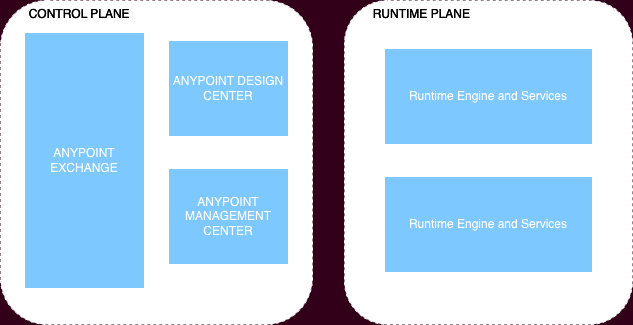 CONTROL PLANE
ANYPOINT
EXCHANGE
ANYPOINT DESIGN
CENTER
ANYPOINT
MANAGEMENT
CENTER
RUNTIME PLANE
Runtime Engine and Services
Runtime Engine and Services